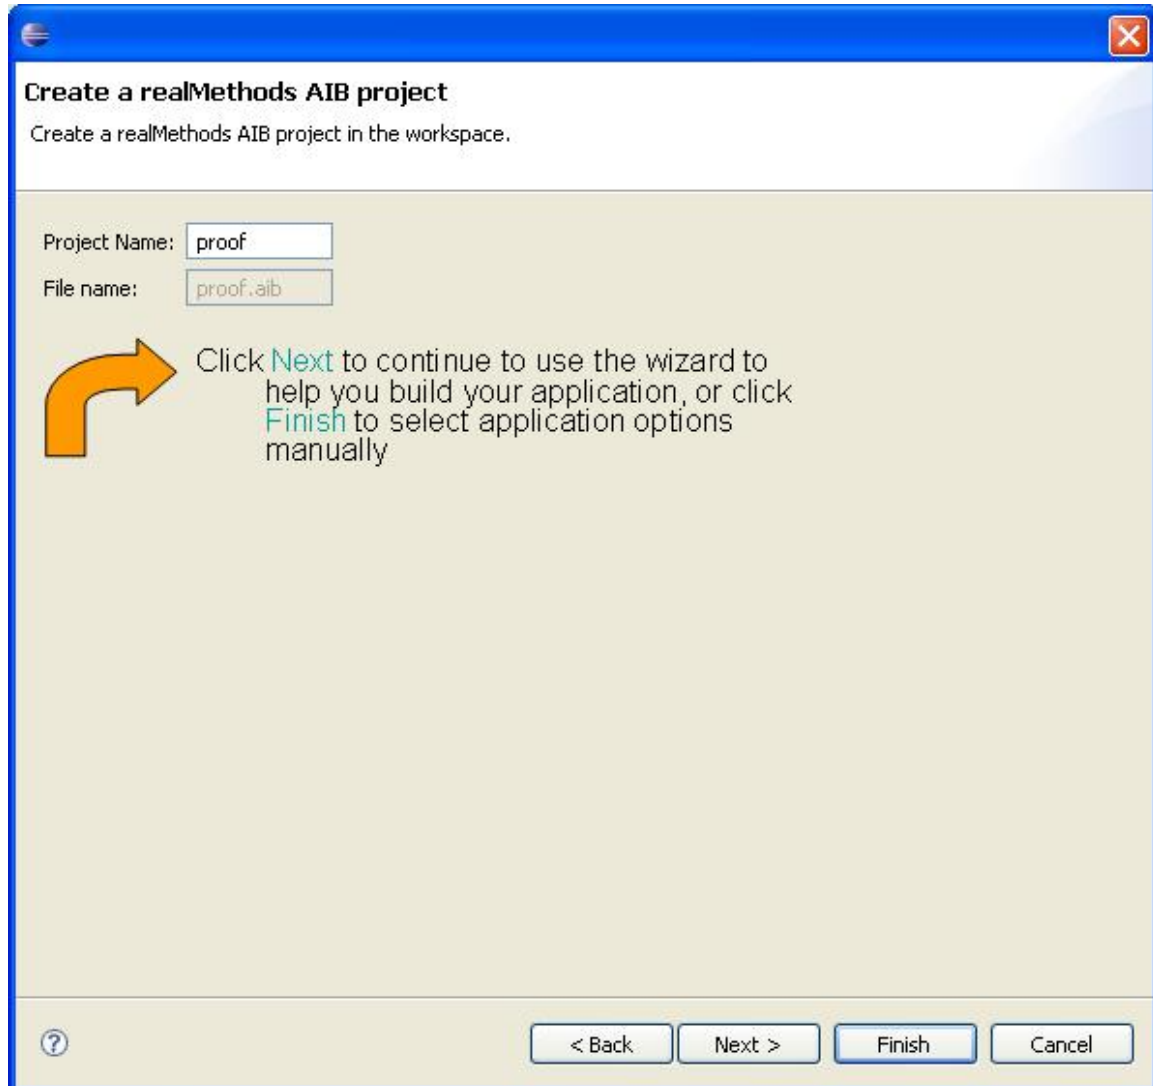 Create a realMethods AIB project
Create a realMethods AIB project in the workspace.
Project Name: proof
File name: proof.aib
Click Next to continue to use the wizard to
help you build your application, or click
Finish to select application options
manually
? < Back Next > Finish Cancel